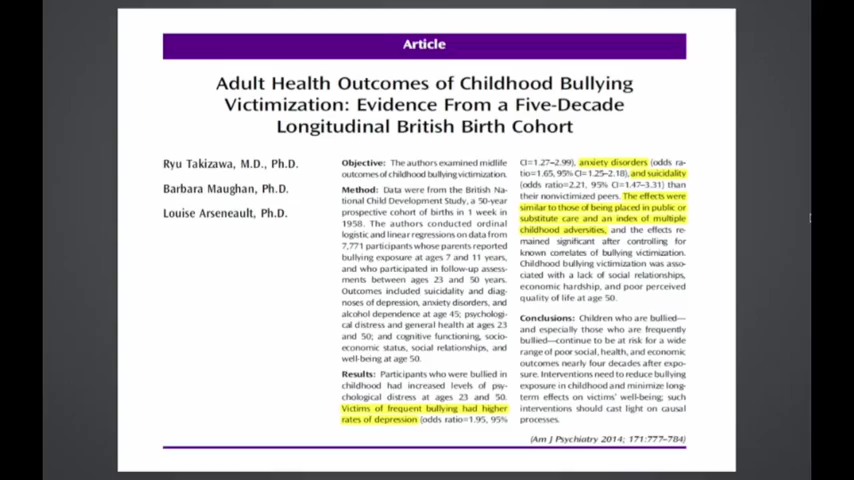 Article
Adult Health Outcomes of Childhood Bullying
Victimization: Evidence From a Five-Decade
Longitudinal British Birth Cohort
Ryu Takizawa, M.D., Ph.D.
Barbara Maughan, Ph.D.
Louise Arseneault, Ph.D.
Objective: The authors examined midlife
outcomes of childhood bullying victimization.
Method: Data were from the British Na-
tional Child Development Study, a 50-year
prospective cohort of births in 1 week in
1958. The authors conducted ordinal
logistic and linear regressions on data from
7,771 participants whose parents reported
bullying exposure at ages 7 and 11 years,
and who participated in follow-up assess-
ments between ages 23 and 50 years.
Outcomes included suicidality and diag-
noses of depression, anxiety disorders, and
alcohol dependence at age 45; psychologi-
cal distress and general health at ages 23
and 50; and cognitive functioning, socio-
economic status, social relationships, and
well-being at age 50.
Results: Participants who were bullied in
childhood had increased levels of psy-
chological distress at ages 23 and 50.
Victims of frequent bullying had higher
rates of depression (odds ratio=1.95, 95%
CI=1.27–2.99), anxiety disorders (odds ra-
tio=1.65, 95% CI=1.25–2.18), and suicidality
(odds ratio=2.21, 95% CI=1.47–3.31) than
their nonvictimized peers. The effects were
similar to those of being placed in public or
substitute care and an index of multiple
childhood adversities, and the effects re-
mained significant after controlling for
known correlates of bullying victimization.
Childhood bullying victimization was asso-
ciated with a lack of social relationships,
economic hardship, and poor perceived
quality of life at age 50.
Conclusions: Children who are bullied—
and especially those who are frequently
bullied—continue to be at risk for a wide
range of poor social, health, and economic
outcomes nearly four decades after expo-
sure. Interventions need to reduce bullying
exposure in childhood and minimize long-
term effects on victims' well-being; such
interventions should cast light on causal
processes.
(Am J Psychiatry 2014; 171:777–784)